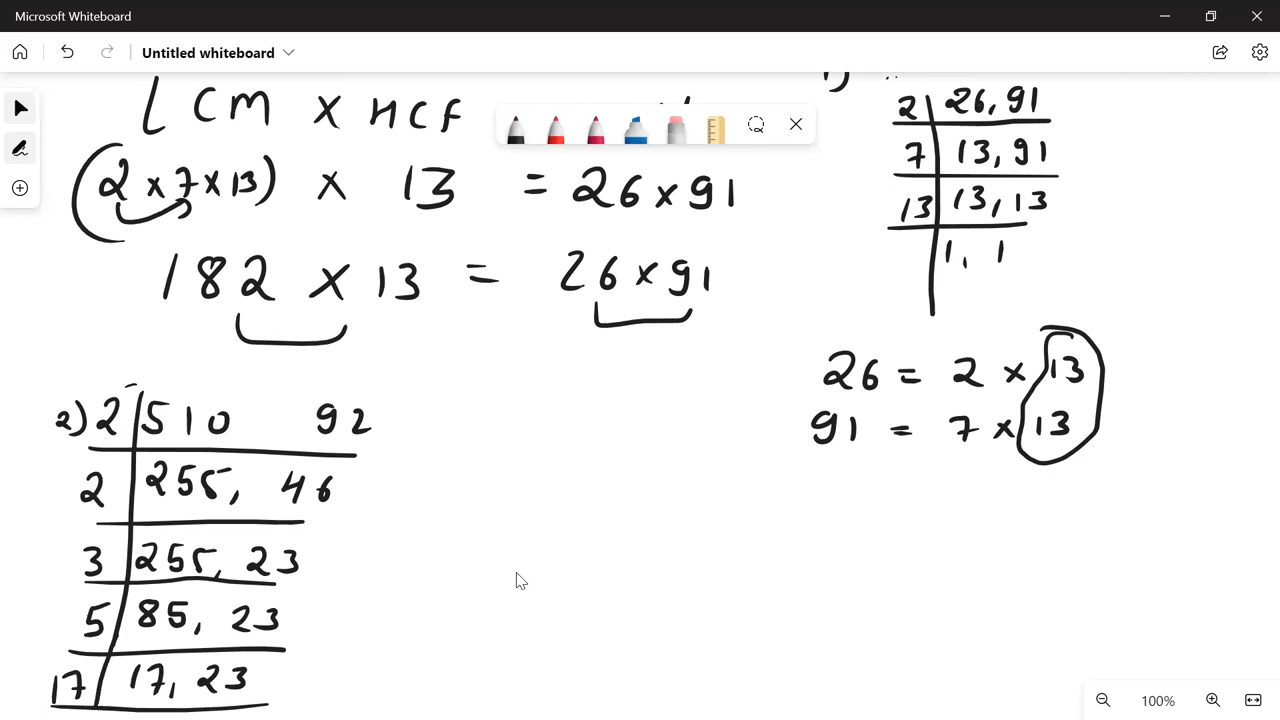 Microsoft Whiteboard
Untitled whiteboard
LCM x HCF
(2 x 7 x 13) x 13 = 26 x 91
182 x 13 = 26 x 91
2 | 26, 91
7 | 13, 91
13 | 13, 13
1, 1
26 = 2 x 13
91 = 7 x 13
2) 2 | 510 92
2 | 255, 46
3 | 255, 23
5 | 85, 23
17 | 17, 23
100%